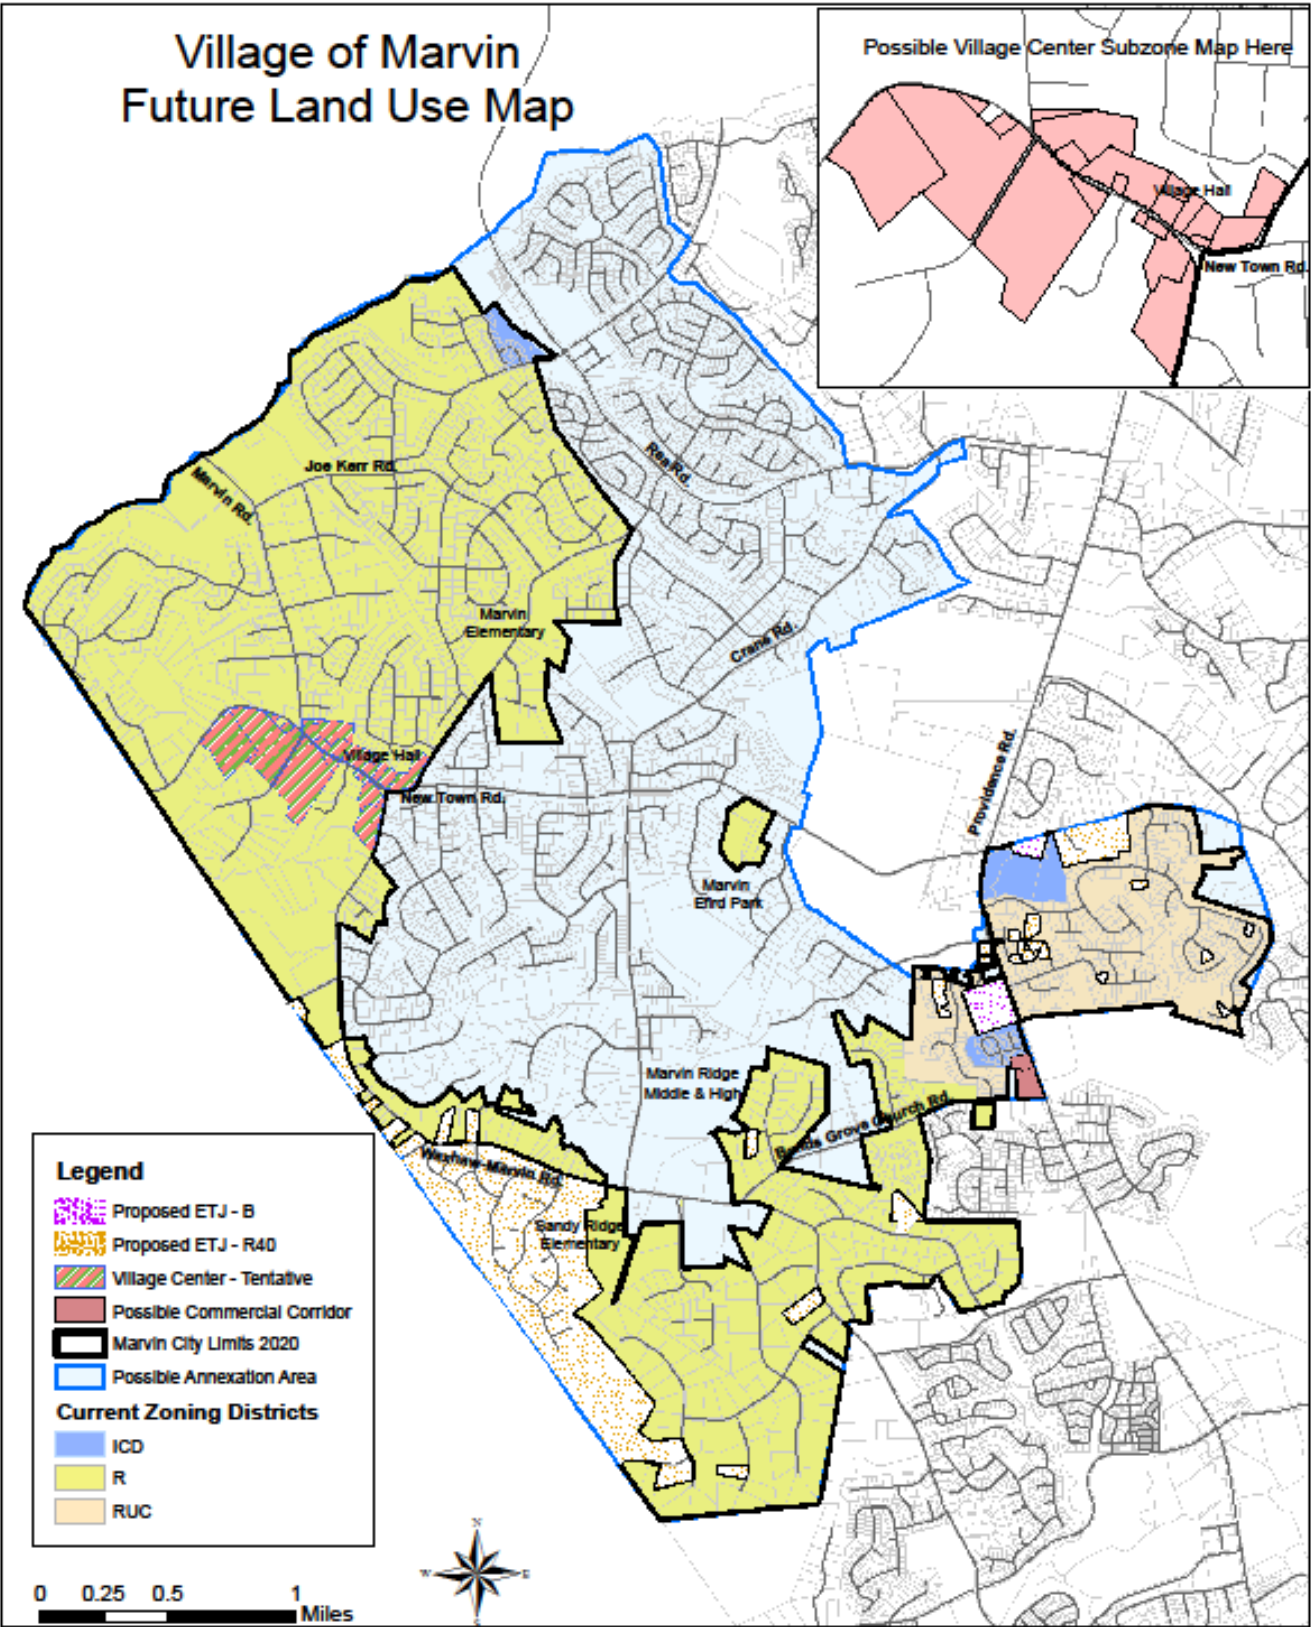 Village of Marvin
Future Land Use Map
Possible Village Center Subzone Map Here
Village Hall
New Town Rd.
Rea Rd.
Joe Kerr Rd.
Marvin Rd.
Marvin
Elementary
Crane Rd.
Village Hall
New Town Rd.
Providence Rd.
Marvin
Efird Park
Marvin Ridge
Middle & High
Bonds Grove Church Rd.
Waxhaw-Marvin Rd.
Sandy Ridge
Elementary
Legend
Proposed ETJ - B
Proposed ETJ - R40
Village Center - Tentative
Possible Commercial Corridor
Marvin City Limits 2020
Possible Annexation Area
Current Zoning Districts
ICD
R
RUC
N
W E
S
0 0.25 0.5 1
Miles